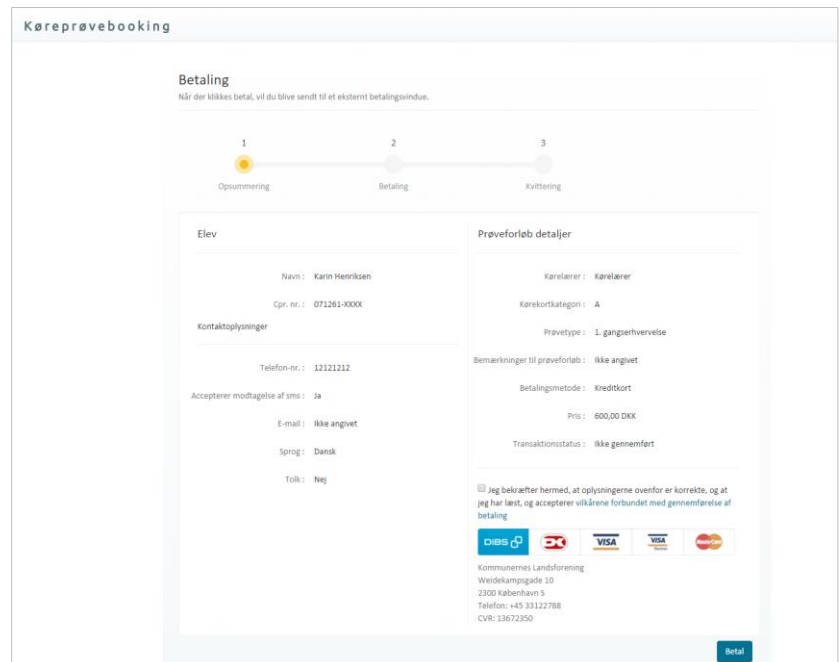 Køreprøvebooking
Betaling
Når der klikkes betal, vil du blive sendt til et eksternt betalingsvindue.
1 2 3
Opsummering Betaling Kvittering
Elev
Navn : Karin Henriksen
Cpr. nr. : 071261-XXXX
Kontaktoplysninger
Telefon-nr. : 12121212
Accepterer modtagelse af sms : Ja
E-mail : Ikke angivet
Sprog : Dansk
Tolk : Nej
Prøveforløb detaljer
Kørelærer : Kørelærer
Kørekortkategori : A
Prøvetype : 1. gangserhvervelse
Bemærkninger til prøveforløb : Ikke angivet
Betalingsmetode : Kreditkort
Pris : 600,00 DKK
Transaktionsstatus : Ikke gennemført
Jeg bekræfter hermed, at oplysningerne ovenfor er korrekte, og at
jeg har læst, og accepterer vilkårene forbundet med gennemførelse af
betaling
DIBS VISA VISA MasterCard
Kommunernes Landsforening
Weidekampsgade 10
2300 København S
Telefon: +45 33122788
CVR: 13672350
Betal